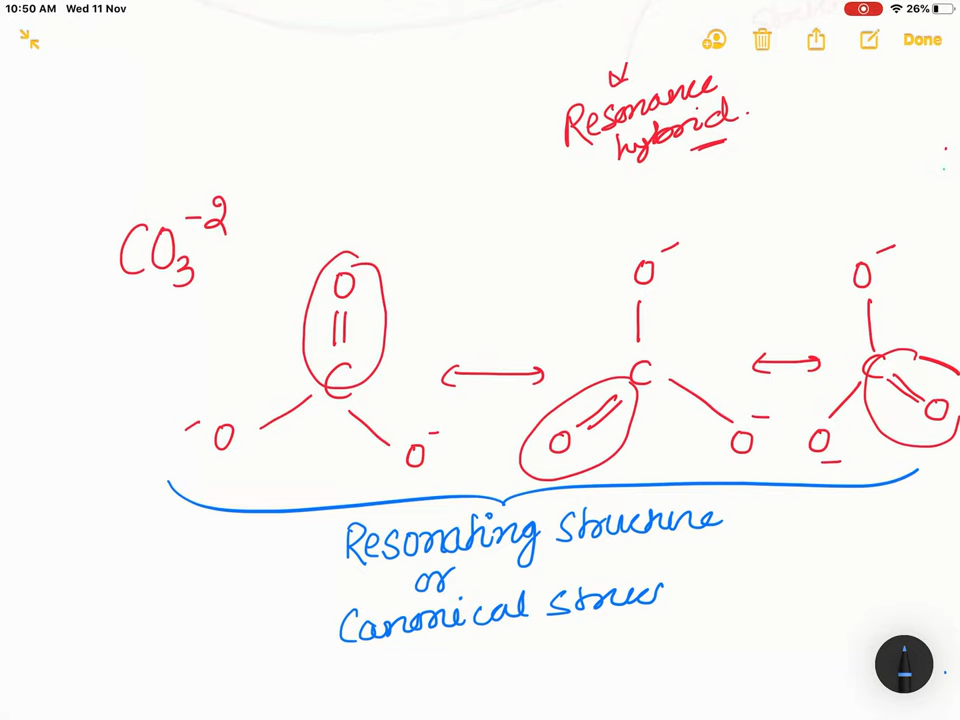 10:50 AM Wed 11 Nov
26%
Done
Resonance
hybrid.
CO₃⁻²
O O⁻ O⁻
C C C
⁻O O⁻ O O⁻ O⁻ O
Resonating structure
or
Canonical struc